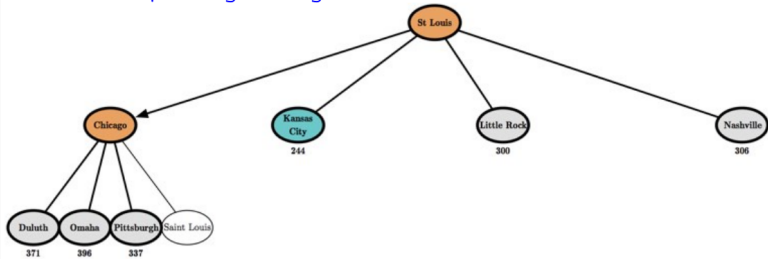 St Louis
Chicago
Kansas
City
244
Little Rock
300
Nashville
306
Duluth
371
Omaha
396
Pittsburgh
337
Saint Louis